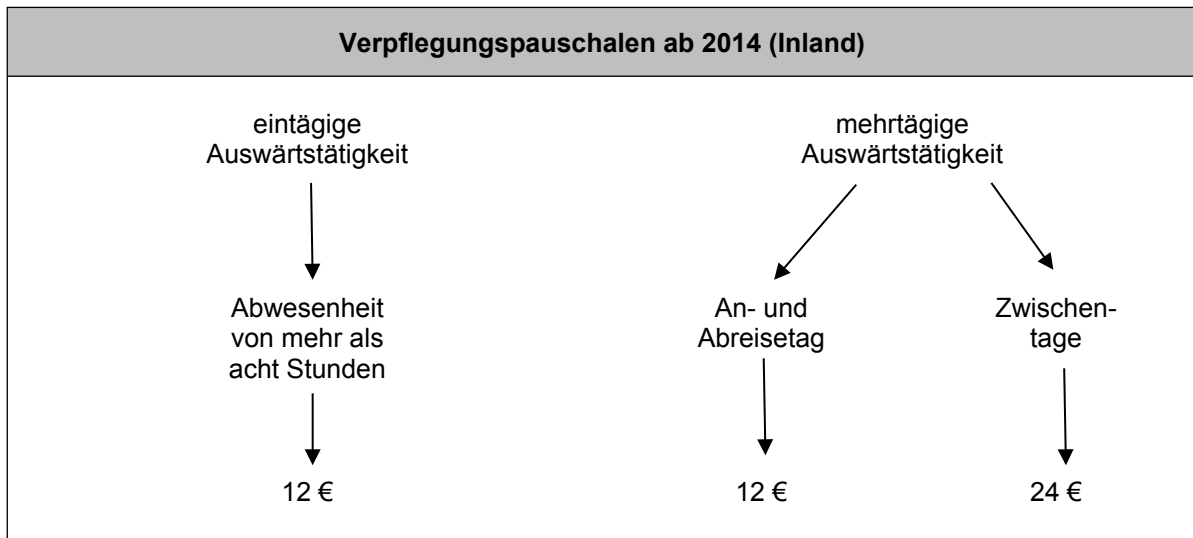 Verpflegungspauschalen ab 2014 (Inland)
eintägige
Auswärtstätigkeit
mehrtägige
Auswärtstätigkeit
Abwesenheit
von mehr als
acht Stunden
An- und
Abreisetag
Zwischen-
tage
12 €
12 €
24 €